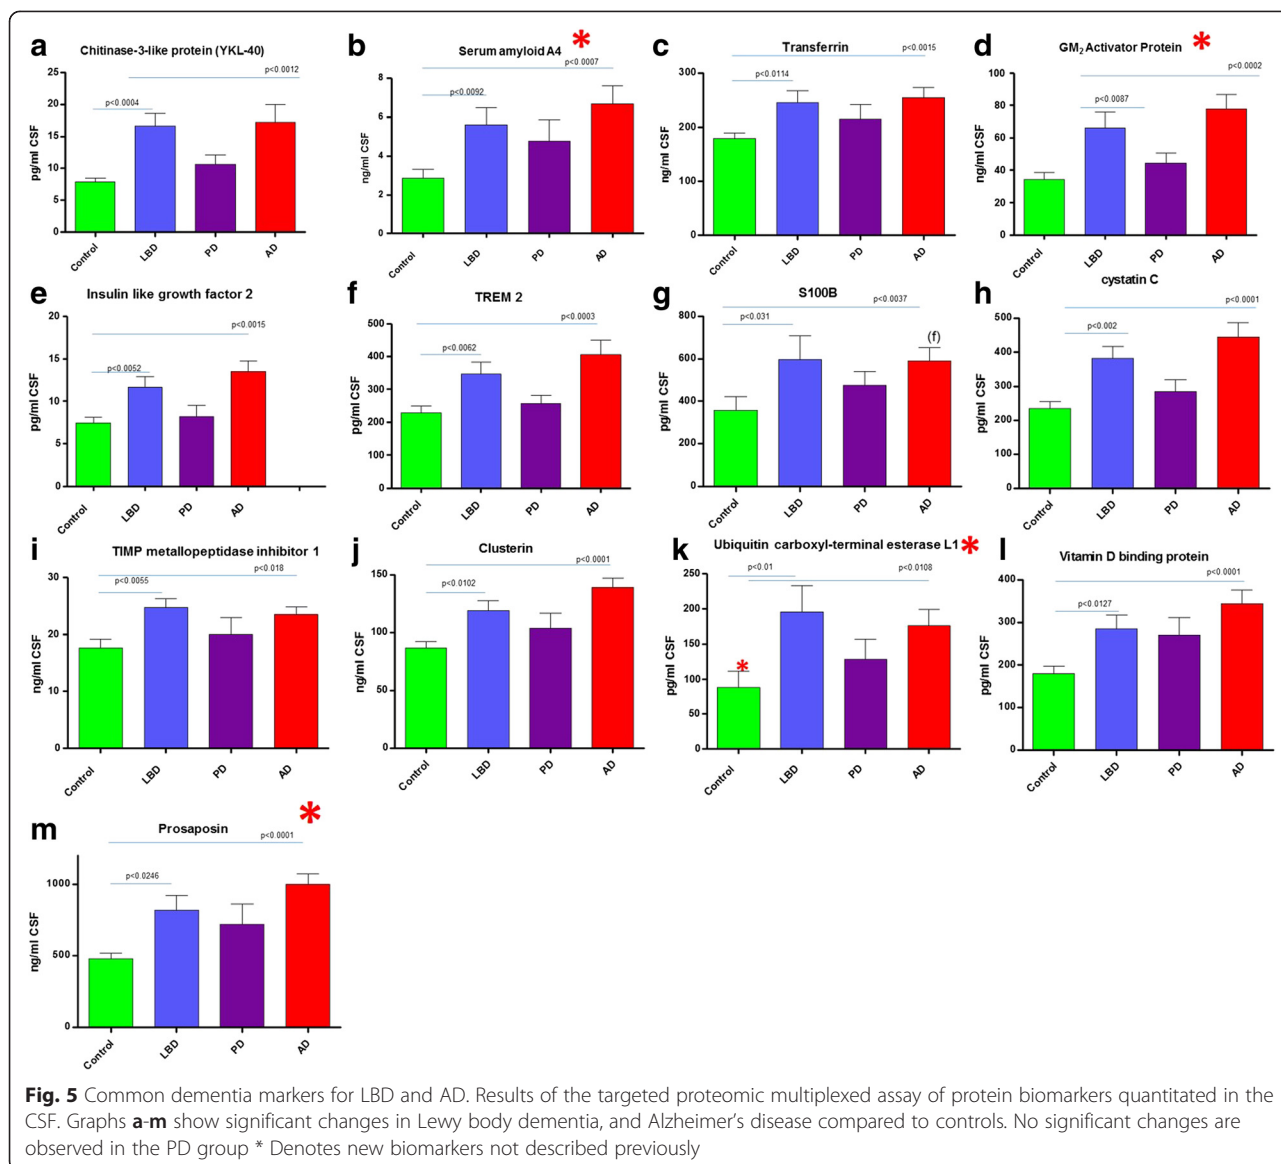 a
Chitinase-3-like protein (YKL-40)
p<0.0012
p<0.0004
pg/ml CSF
25
20
15
10
5
0
Control
LBD
PD
AD
b
Serum amyloid A4 *
p<0.0007
p<0.0092
ng/ml CSF
8
6
4
2
0
Control
LBD
PD
AD
c
Transferrin
p<0.0015
p<0.0114
ng/ml CSF
300
200
100
0
Control
LBD
PD
AD
d
GM2 Activator Protein *
p<0.0002
p<0.0087
ng/ml CSF
100
80
60
40
20
0
Control
LBD
PD
AD
e
Insulin like growth factor 2
p<0.0015
p<0.0052
pg/ml CSF
20
15
10
5
0
Control
LBD
PD
AD
f
TREM 2
p<0.0003
p<0.0062
pg/ml CSF
500
400
300
200
100
0
Control
LBD
PD
AD
g
S100B
p<0.0037
p<0.031
(f)
pg/ml CSF
800
600
400
200
0
Control
LBD
PD
AD
h
cystatin C
p<0.0001
p<0.002
pg/ml CSF
500
400
300
200
100
0
Control
LBD
PD
AD
i
TIMP metallopeptidase inhibitor 1
p<0.018
p<0.0055
ng/ml CSF
30
20
10
0
Control
LBD
PD
AD
j
Clusterin
p<0.0001
p<0.0102
ng/ml CSF
150
100
50
0
Control
LBD
PD
AD
k
Ubiquitin carboxyl-terminal esterase L1 *
p<0.01
p<0.0108
*
pg/ml CSF
250
200
150
100
50
0
Control
LBD
PD
AD
l
Vitamin D binding protein
p<0.0001
p<0.0127
pg/ml CSF
400
300
200
100
0
Control
LBD
PD
AD
m
Prosaposin *
p<0.0001
p<0.0246
ng/ml CSF
1000
500
0
Control
LBD
PD
AD
Fig. 5 Common dementia markers for LBD and AD. Results of the targeted proteomic multiplexed assay of protein biomarkers quantitated in the
CSF. Graphs a-m show significant changes in Lewy body dementia, and Alzheimer's disease compared to controls. No significant changes are
observed in the PD group * Denotes new biomarkers not described previously